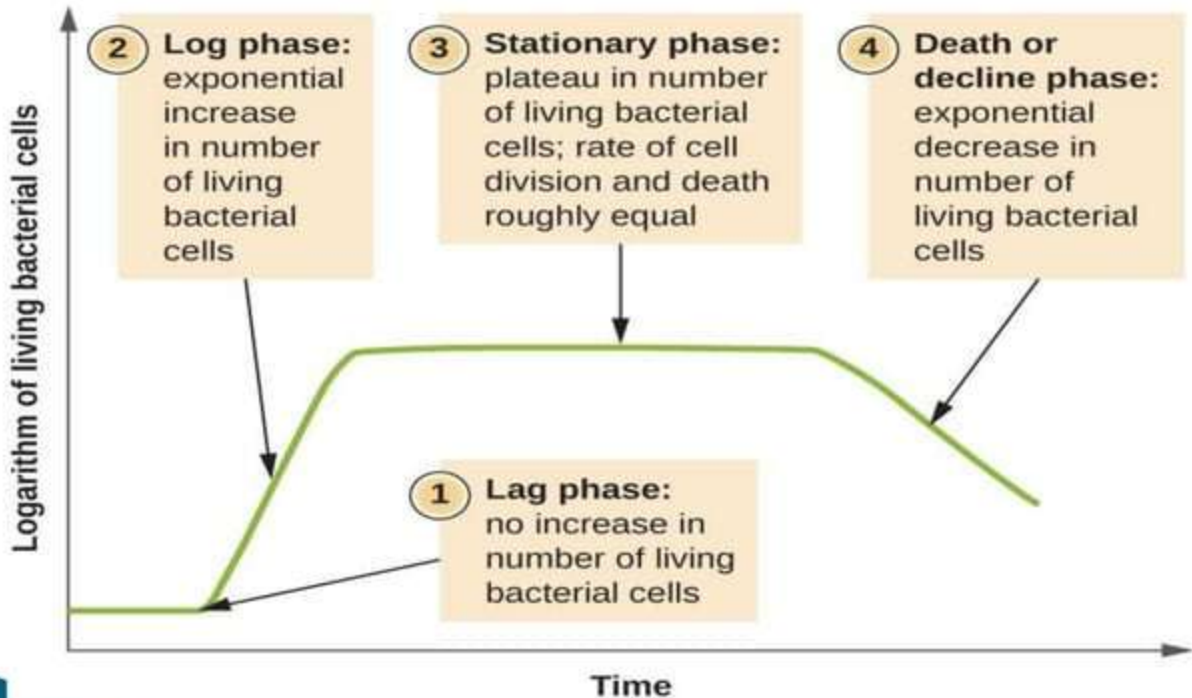 Logarithm of living bacterial cells
2 Log phase:
exponential
increase
in number
of living
bacterial
cells
3 Stationary phase:
plateau in number
of living bacterial
cells; rate of cell
division and death
roughly equal
4 Death or
decline phase:
exponential
decrease in
number of
living bacterial
cells
1 Lag phase:
no increase in
number of living
bacterial cells
Time